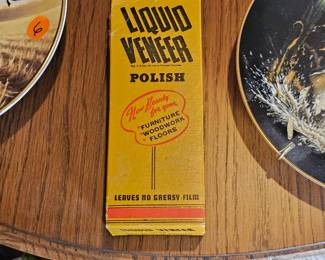 6
LIQUID
VENEER
POLISH
New Beauty
for your
FURNITURE
WOODWORK
FLOORS
LEAVES NO GREASY FILM